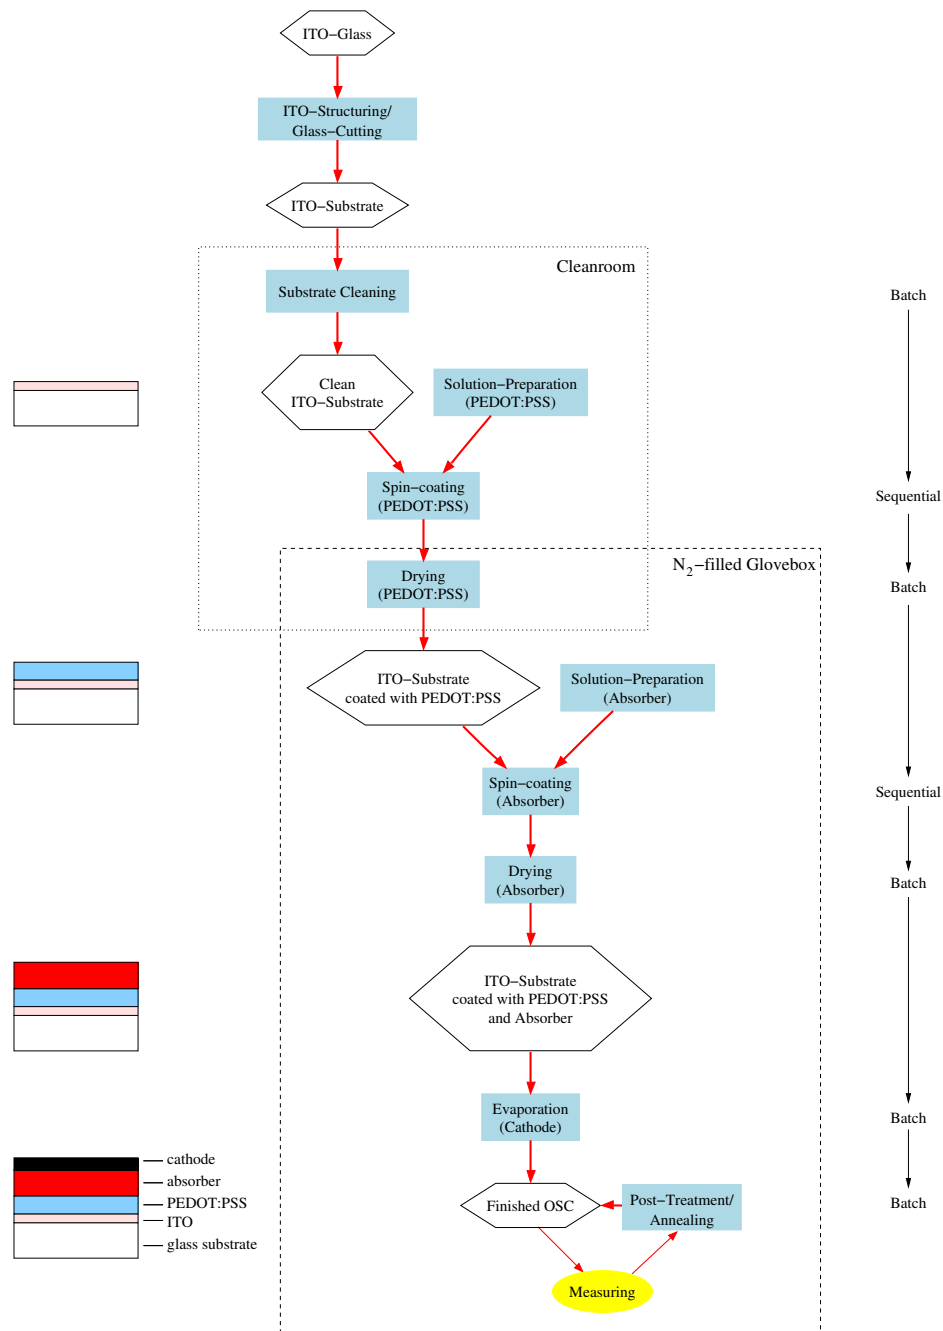 ITO−Glass
ITO−Structuring/
Glass−Cutting
ITO−Substrate
Cleanroom
Substrate Cleaning
Batch
Clean
ITO−Substrate
Solution−Preparation
(PEDOT:PSS)
Spin−coating
(PEDOT:PSS)
Sequential
N2−filled Glovebox
Drying
(PEDOT:PSS)
Batch
ITO−Substrate
coated with PEDOT:PSS
Solution−Preparation
(Absorber)
Spin−coating
(Absorber)
Sequential
Drying
(Absorber)
Batch
ITO−Substrate
coated with PEDOT:PSS
and Absorber
Evaporation
(Cathode)
Batch
cathode
absorber
PEDOT:PSS
ITO
glass substrate
Finished OSC
Post−Treatment/
Annealing
Batch
Measuring